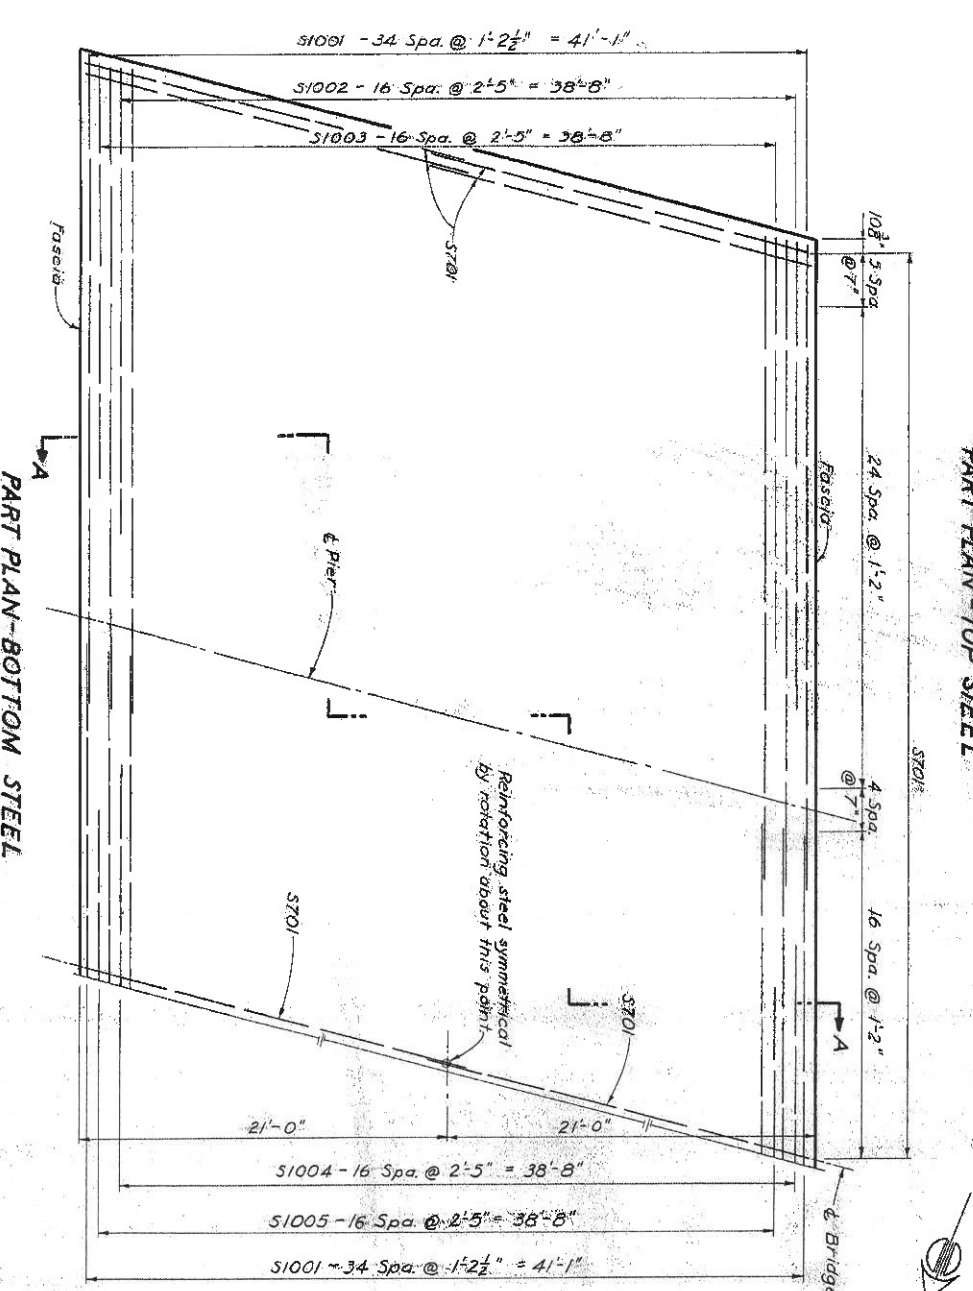 S1001 - 34 Spa. @ 1'-2½" = 41'-1"
S1002 - 16 Spa. @ 2'-5" = 38'-8"
S1003 - 16 Spa. @ 2'-5" = 38'-8"
S701
Fascia
10⅜"
5 Spa.
@ 7"
24 Spa. @ 1'-2"
Fascia
S701
4 Spa.
@ 7"
16 Spa. @ 1'-2"
A
₵ Pier
Reinforcing steel symmetrical
by rotation about this point
S701
S701
A
21'-0"
21'-0"
S1004 - 16 Spa. @ 2'-5" = 38'-8"
S1005 - 16 Spa. @ 2'-5" = 38'-8"
S1001 - 34 Spa. @ 1'-2½" = 41'-1"
₵ Bridge
PART PLAN-BOTTOM STEEL
PART PLAN-TOP STEEL